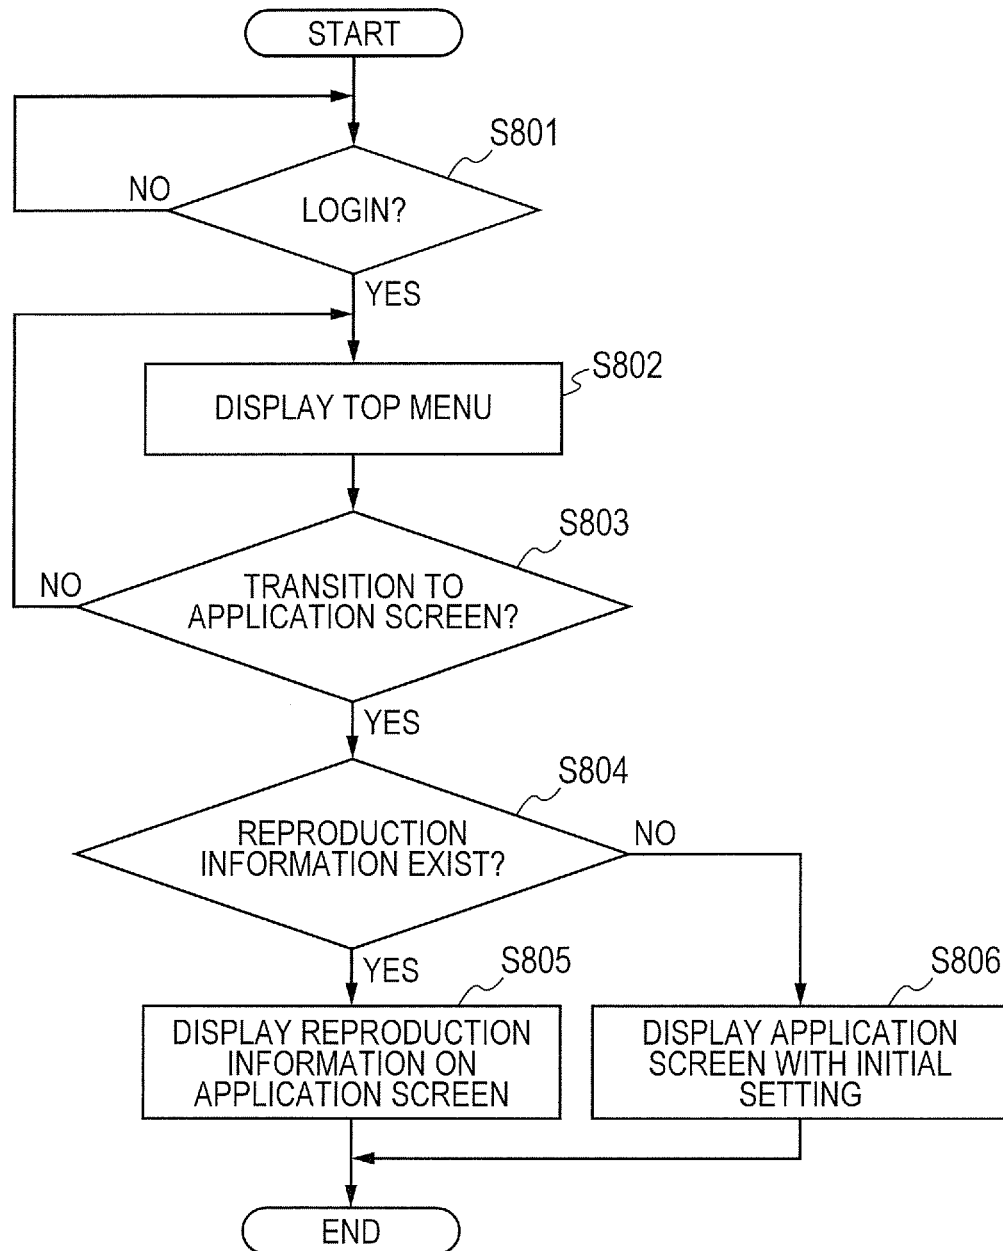 START
S801
NO
LOGIN?
YES
S802
DISPLAY TOP MENU
S803
NO
TRANSITION TO
APPLICATION SCREEN?
YES
S804
REPRODUCTION
INFORMATION EXIST?
NO
YES
S805
S806
DISPLAY REPRODUCTION
INFORMATION ON
APPLICATION SCREEN
DISPLAY APPLICATION
SCREEN WITH INITIAL
SETTING
END